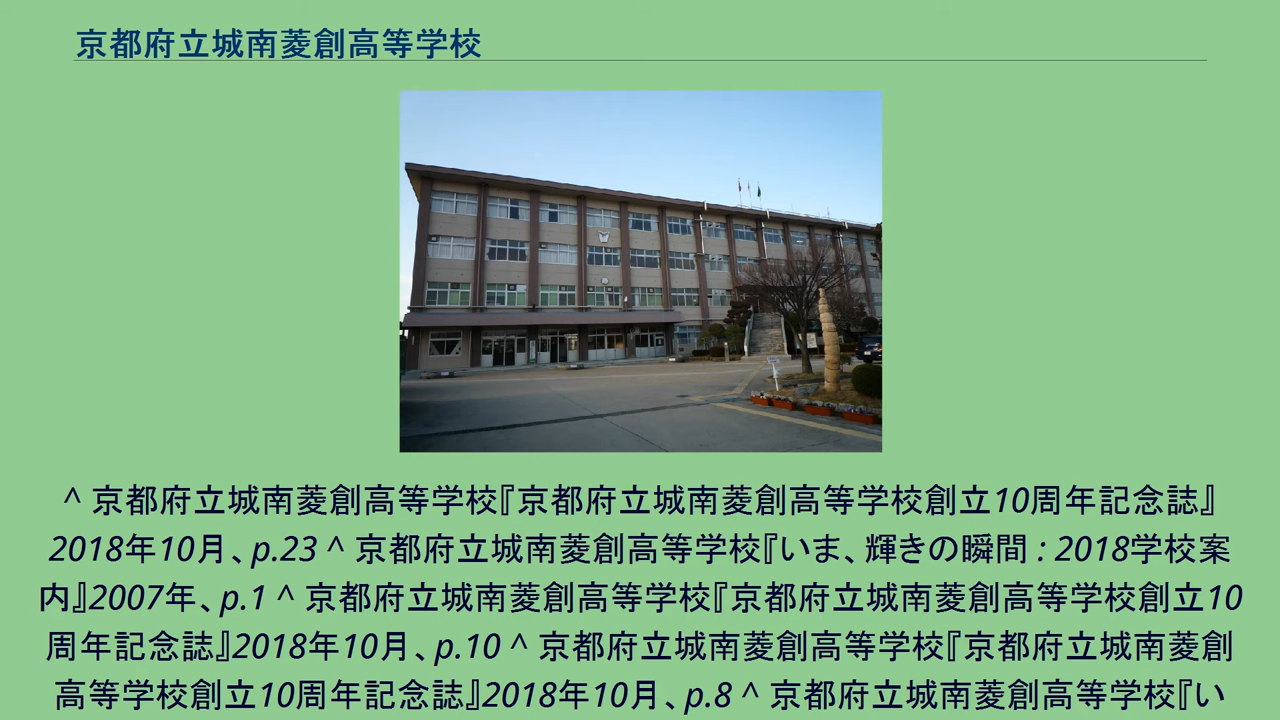 京都府立城南菱創高等学校
^ 京都府立城南菱創高等学校『京都府立城南菱創高等学校創立10周年記念誌』
2018年10月、p.23 ^ 京都府立城南菱創高等学校『いま、輝きの瞬間 : 2018学校案
内』2007年、p.1 ^ 京都府立城南菱創高等学校『京都府立城南菱創高等学校創立10
周年記念誌』2018年10月、p.10 ^ 京都府立城南菱創高等学校『京都府立城南菱創
高等学校創立10周年記念誌』2018年10月、p.8 ^ 京都府立城南菱創高等学校『い